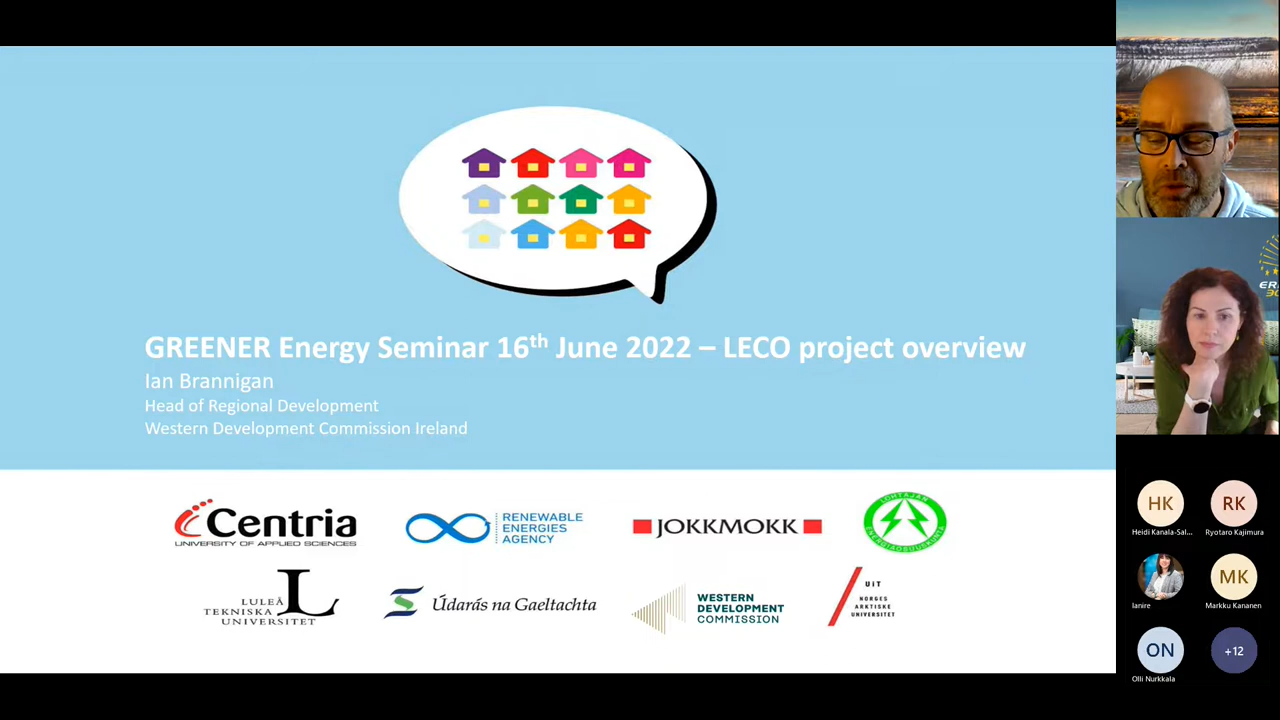 GREENER Energy Seminar 16th June 2022 – LECO project overview
Ian Brannigan
Head of Regional Development
Western Development Commission Ireland
Centria
UNIVERSITY OF APPLIED SCIENCES
RENEWABLE
ENERGIES
AGENCY
JOKKMOKK
LOHTAJAN
ENERGIAOSUUSKUNTA
LULEÅ
TEKNISKA
UNIVERSITET
L
Údarás na Gaeltachta
WESTERN
DEVELOPMENT
COMMISSION
UIT
NORGES
ARKTISKE
UNIVERSITET
HK
Heidi Kanala-Sal...
RK
Ryotaro Kajimura
Ianire
MK
Markku Kananen
ON
Olli Nurkkala
+12